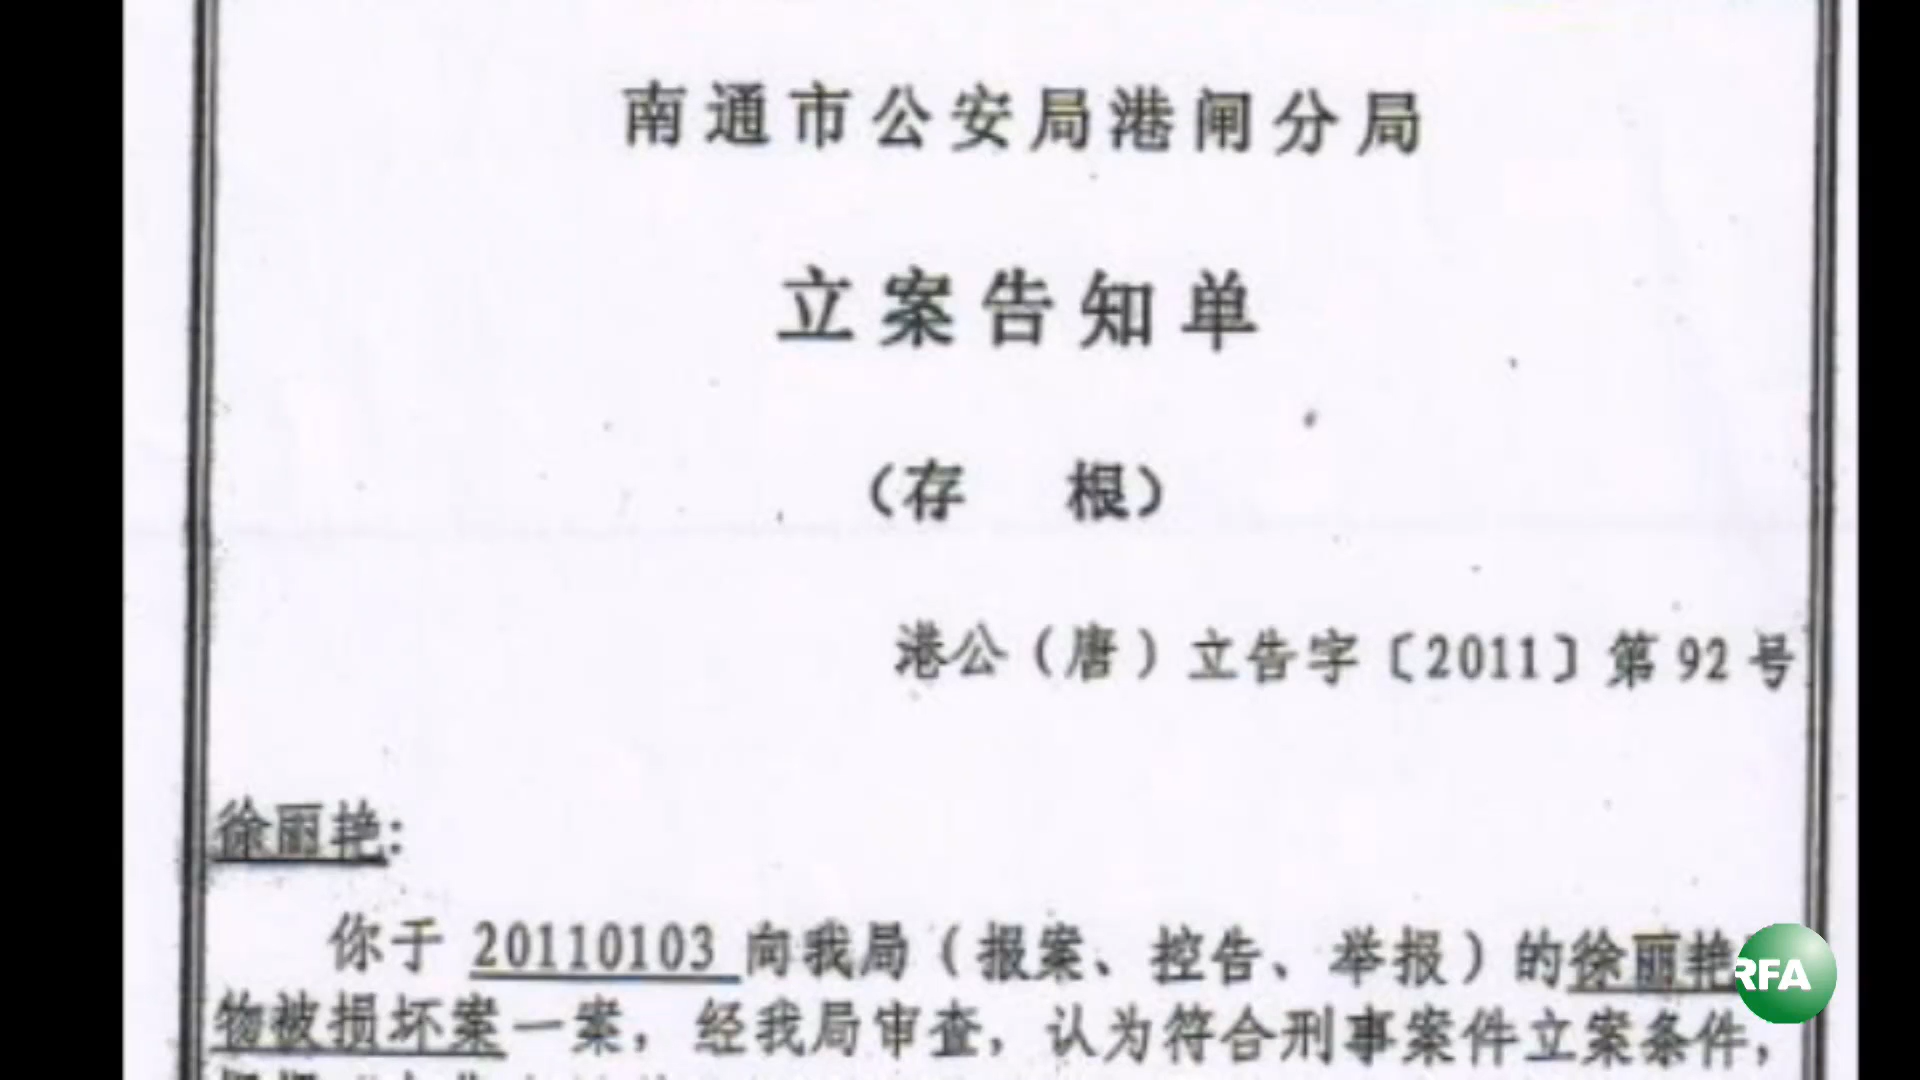 南通市公安局港闸分局
立案告知单
（存 根）
港公（唐）立告字〔2011〕第 92 号
徐丽艳：
你于 20110103 向我局（报案、控告、举报）的徐丽艳
物被损坏案一案，经我局审查，认为符合刑事案件立案条件，
RFA